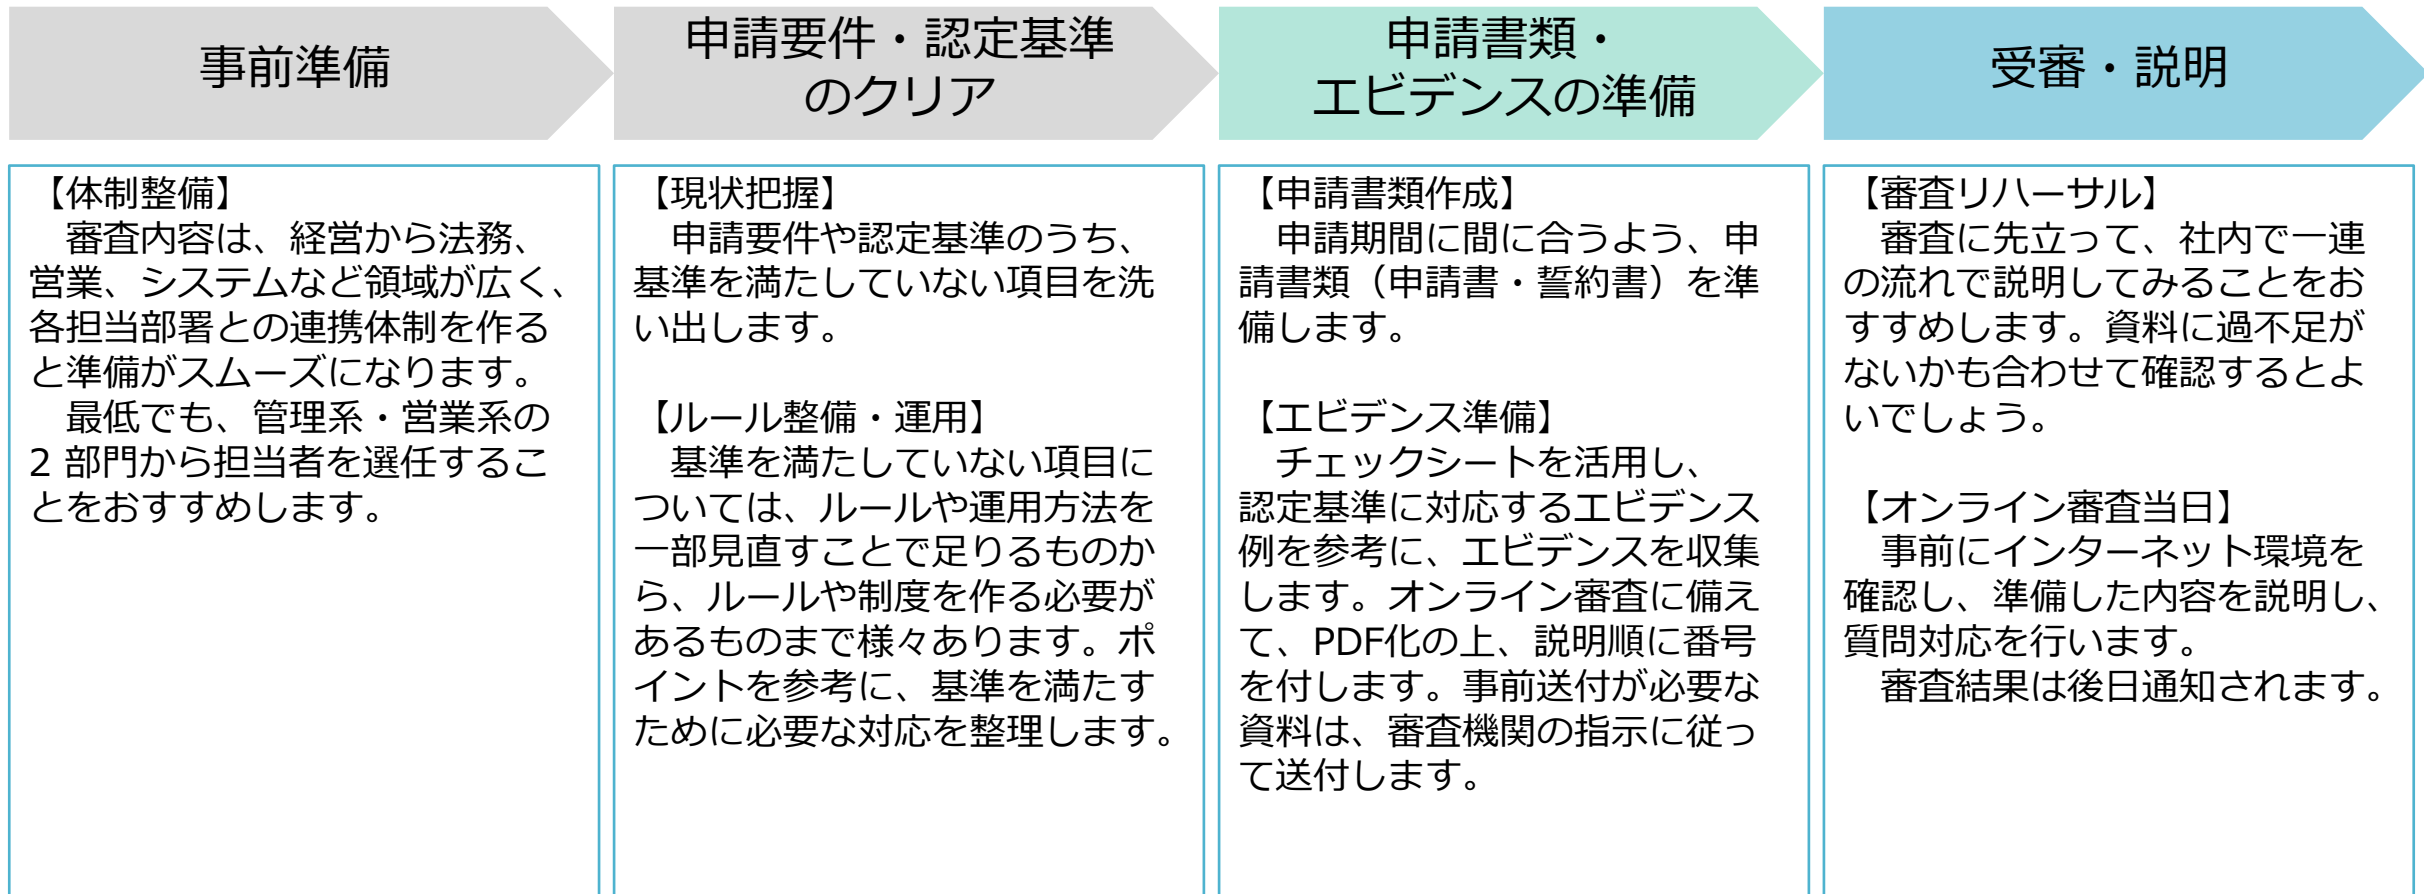 事前準備
申請要件・認定基準
のクリア
申請書類・
エビデンスの準備
受審・説明
【体制整備】
　審査内容は、経営から法務、
営業、システムなど領域が広く、
各担当部署との連携体制を作る
と準備がスムーズになります。
　最低でも、管理系・営業系の
２部門から担当者を選任するこ
とをおすすめします。
【現状把握】
　申請要件や認定基準のうち、
基準を満たしていない項目を洗
い出します。
【ルール整備・運用】
　基準を満たしていない項目に
ついては、ルールや運用方法を
一部見直すことで足りるものか
ら、ルールや制度を作る必要が
あるものまで様々あります。ポ
イントを参考に、基準を満たす
ために必要な対応を整理します。
【申請書類作成】
　申請期間に間に合うよう、申
請書類（申請書・誓約書）を準
備します。
【エビデンス準備】
　チェックシートを活用し、
認定基準に対応するエビデンス
例を参考に、エビデンスを収集
します。オンライン審査に備え
て、PDF化の上、説明順に番号
を付します。事前送付が必要な
資料は、審査機関の指示に従っ
て送付します。
【審査リハーサル】
　審査に先立って、社内で一連
の流れで説明してみることをお
すすめします。資料に過不足が
ないかも合わせて確認するとよ
いでしょう。
【オンライン審査当日】
　事前にインターネット環境を
確認し、準備した内容を説明し、
質問対応を行います。
　審査結果は後日通知されます。